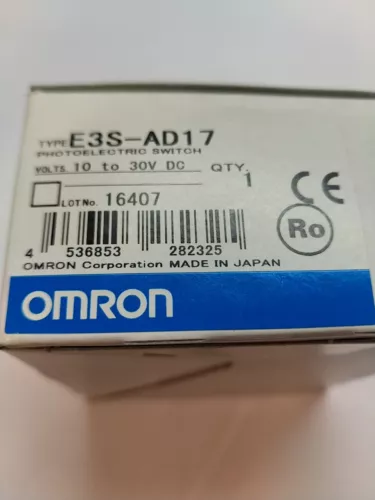 TYPE E3S-AD17
PHOTOELECTRIC SWITCH
VOLTS. 10 to 30V DC QTY. 1
LOT No. 16407
CE
Ro
4 536853 282325
OMRON Corporation MADE IN JAPAN
OMRON